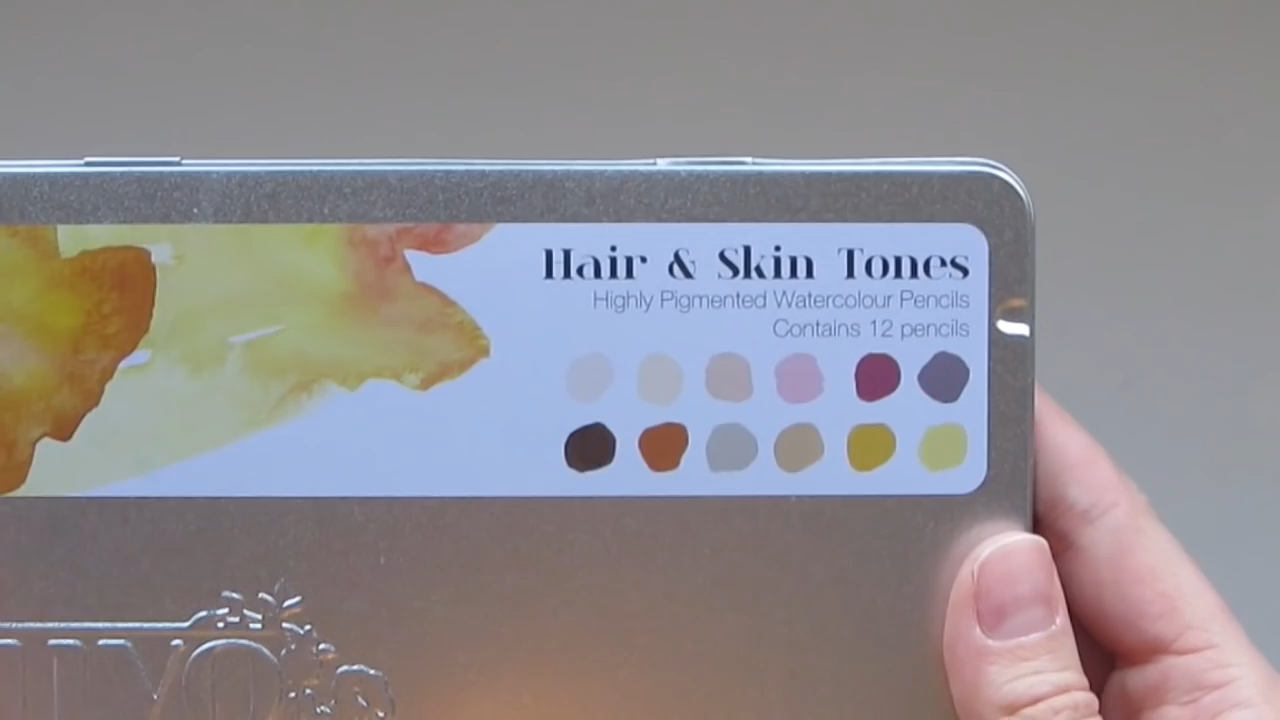 Hair & Skin Tones
Highly Pigmented Watercolour Pencils
Contains 12 pencils